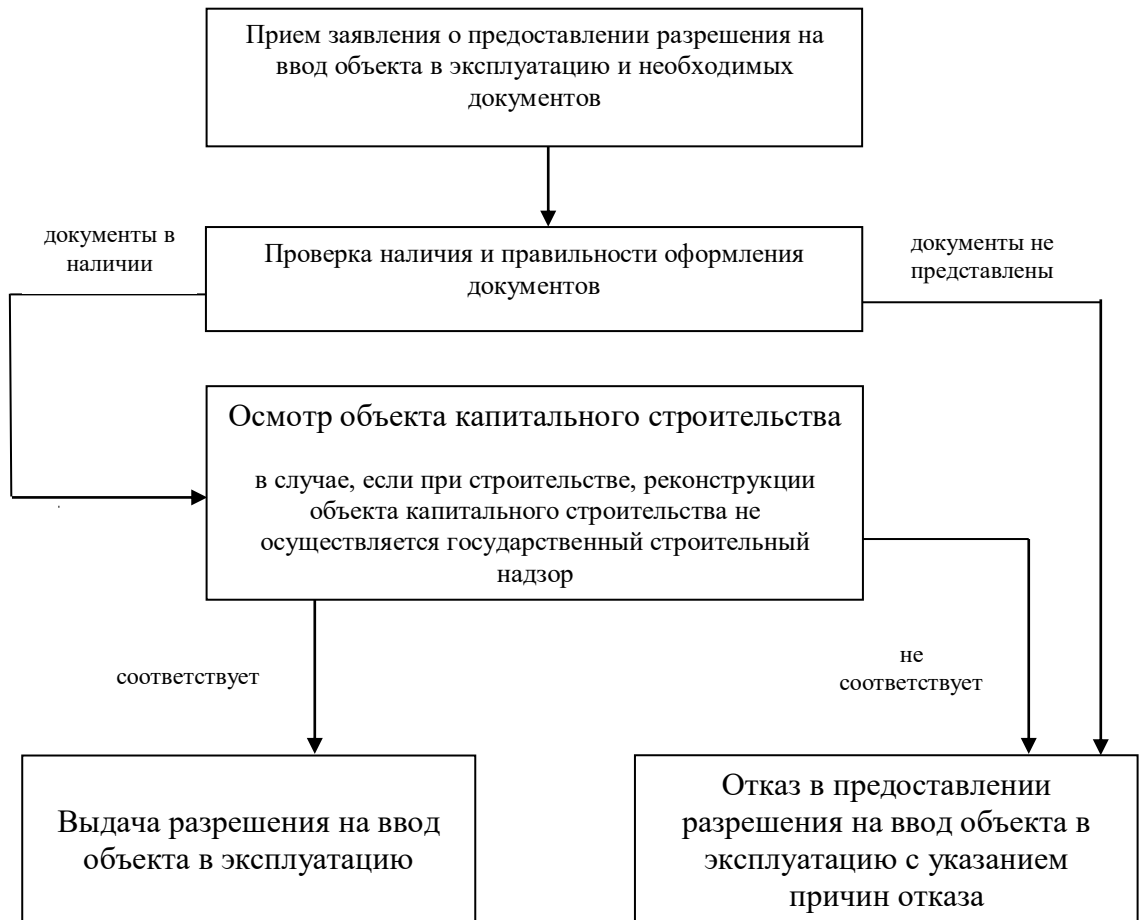 Прием заявления о предоставлении разрешения на
ввод объекта в эксплуатацию и необходимых
документов
документы в
наличии
Проверка наличия и правильности оформления
документов
документы не
представлены
Осмотр объекта капитального строительства
в случае, если при строительстве, реконструкции
объекта капитального строительства не
осуществляется государственный строительный
надзор
соответствует
не
соответствует
Выдача разрешения на ввод
объекта в эксплуатацию
Отказ в предоставлении
разрешения на ввод объекта в
эксплуатацию с указанием
причин отказа